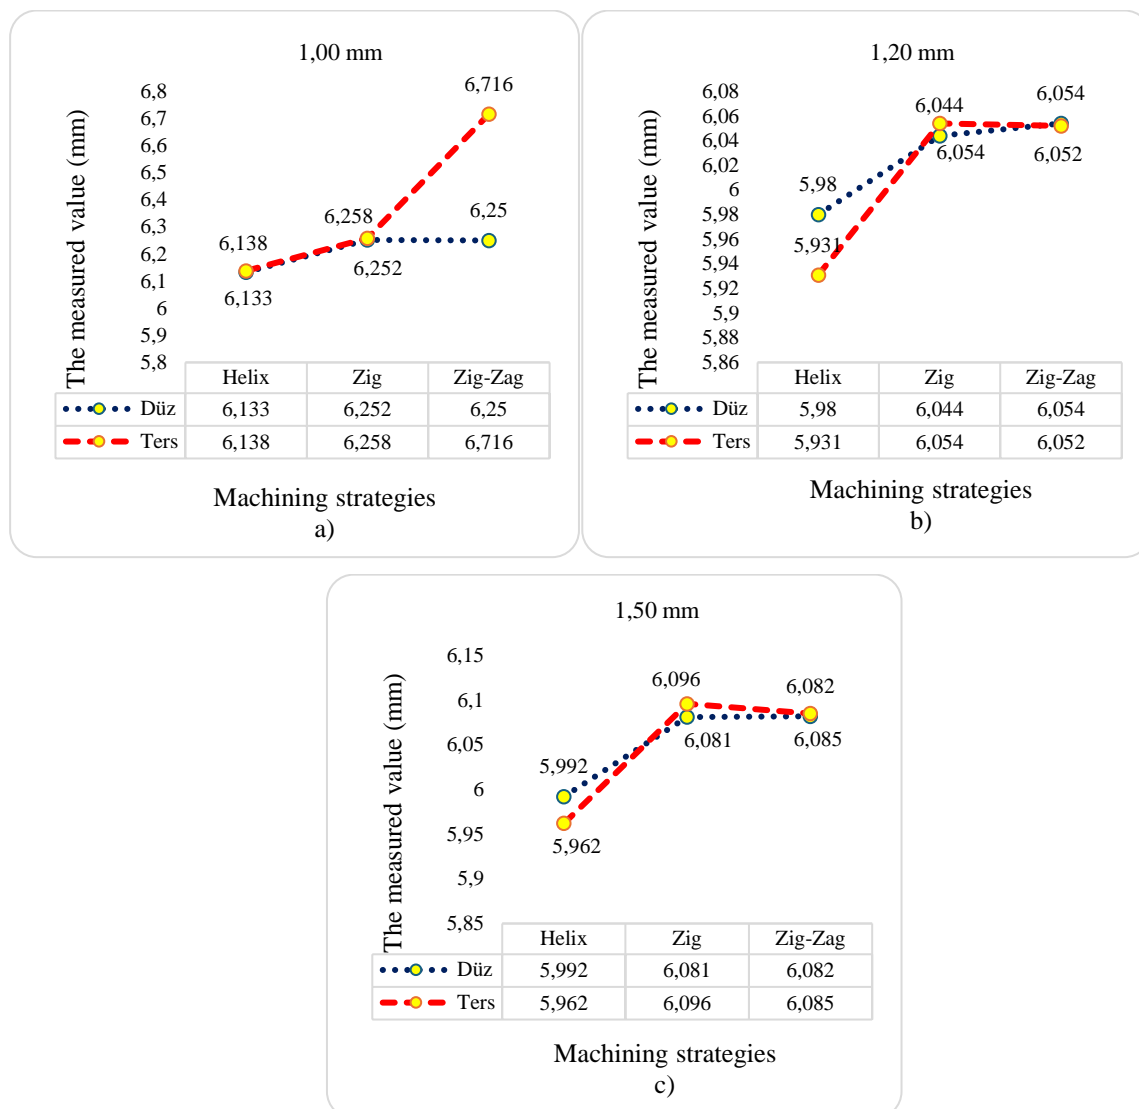 1,00 mm
The measured value (mm)
6,8
6,7
6,6
6,5
6,4
6,3
6,2
6,1
6
5,9
5,8
6,716
6,258
6,25
6,138
6,252
6,133
Helix Zig Zig-Zag
Düz 6,133 6,252 6,25
Ters 6,138 6,258 6,716
Machining strategies
a)
1,20 mm
The measured value (mm)
6,08
6,06
6,04
6,02
6
5,98
5,96
5,94
5,92
5,9
5,88
5,86
6,044
6,054
6,054
6,052
5,98
5,931
Helix Zig Zig-Zag
Düz 5,98 6,044 6,054
Ters 5,931 6,054 6,052
Machining strategies
b)
1,50 mm
The measured value (mm)
6,15
6,1
6,05
6
5,95
5,9
5,85
6,096
6,082
6,081
6,085
5,992
5,962
Helix Zig Zig-Zag
Düz 5,992 6,081 6,082
Ters 5,962 6,096 6,085
Machining strategies
c)